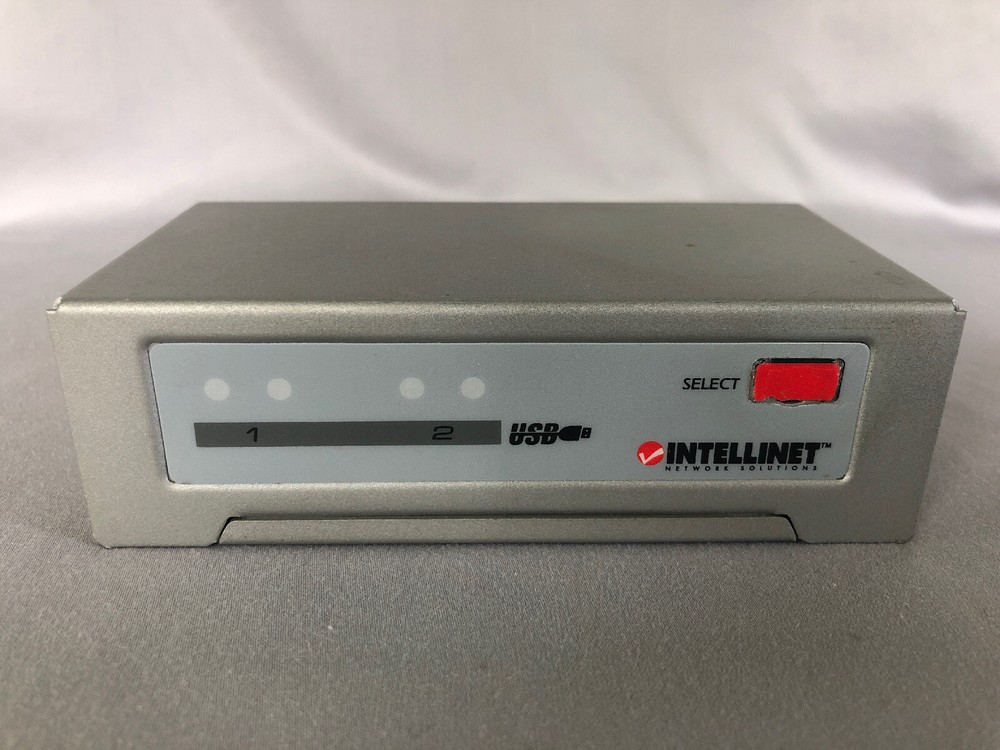 SELECT
1 2 USB
INTELLINET™
NETWORK SOLUTIONS